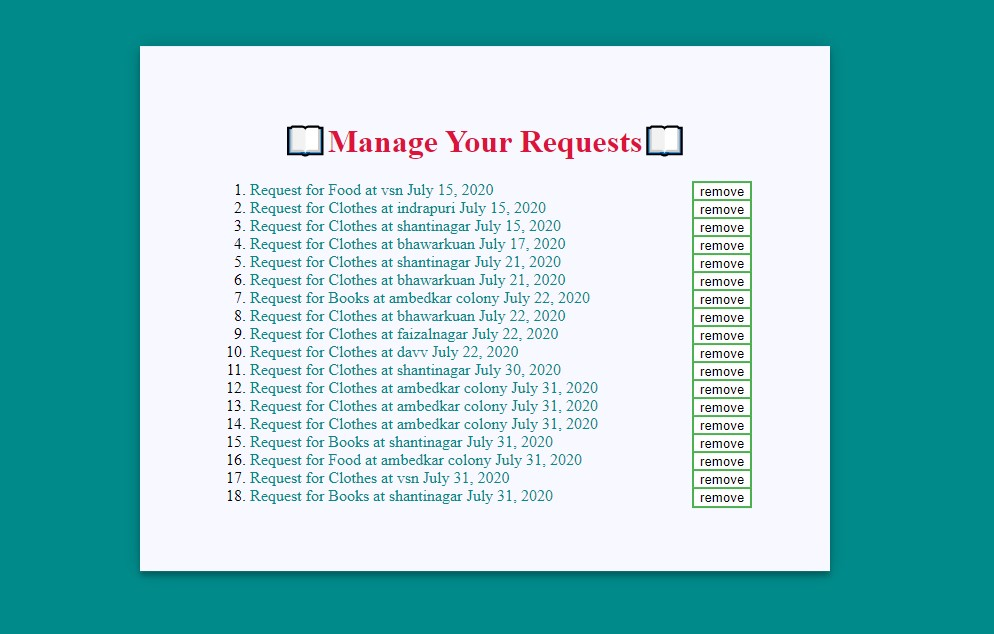 Manage Your Requests
1. Request for Food at vsn July 15, 2020 remove
2. Request for Clothes at indrapuri July 15, 2020 remove
3. Request for Clothes at shantinagar July 15, 2020 remove
4. Request for Clothes at bhawarkuan July 17, 2020 remove
5. Request for Clothes at shantinagar July 21, 2020 remove
6. Request for Clothes at bhawarkuan July 21, 2020 remove
7. Request for Books at ambedkar colony July 22, 2020 remove
8. Request for Clothes at bhawarkuan July 22, 2020 remove
9. Request for Clothes at faizalnagar July 22, 2020 remove
10. Request for Clothes at davv July 22, 2020 remove
11. Request for Clothes at shantinagar July 30, 2020 remove
12. Request for Clothes at ambedkar colony July 31, 2020 remove
13. Request for Clothes at ambedkar colony July 31, 2020 remove
14. Request for Clothes at ambedkar colony July 31, 2020 remove
15. Request for Books at shantinagar July 31, 2020 remove
16. Request for Food at ambedkar colony July 31, 2020 remove
17. Request for Clothes at vsn July 31, 2020 remove
18. Request for Books at shantinagar July 31, 2020 remove